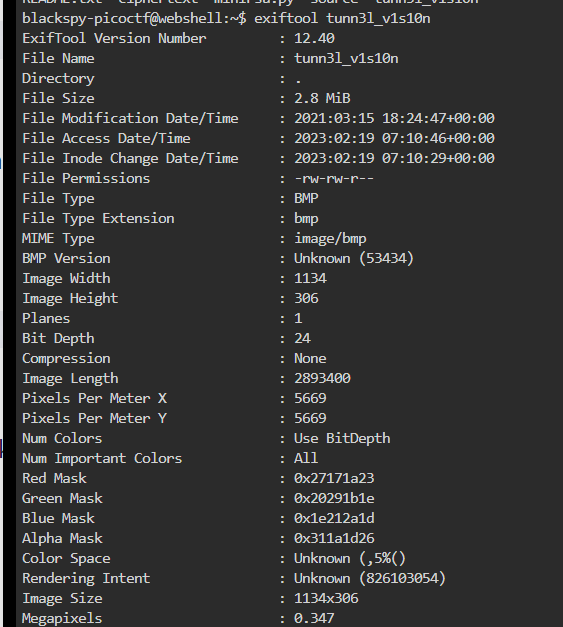 README.txt ciphertext miniRSA.py source tunn3l_v1s10n
blackspy-picoctf@webshell:~$ exiftool tunn3l_v1s10n
ExifTool Version Number : 12.40
File Name : tunn3l_v1s10n
Directory : .
File Size : 2.8 MiB
File Modification Date/Time : 2021:03:15 18:24:47+00:00
File Access Date/Time : 2023:02:19 07:10:46+00:00
File Inode Change Date/Time : 2023:02:19 07:10:29+00:00
File Permissions : -rw-rw-r--
File Type : BMP
File Type Extension : bmp
MIME Type : image/bmp
BMP Version : Unknown (53434)
Image Width : 1134
Image Height : 306
Planes : 1
Bit Depth : 24
Compression : None
Image Length : 2893400
Pixels Per Meter X : 5669
Pixels Per Meter Y : 5669
Num Colors : Use BitDepth
Num Important Colors : All
Red Mask : 0x27171a23
Green Mask : 0x20291b1e
Blue Mask : 0x1e212a1d
Alpha Mask : 0x311a1d26
Color Space : Unknown (,5%()
Rendering Intent : Unknown (826103054)
Image Size : 1134x306
Megapixels : 0.347